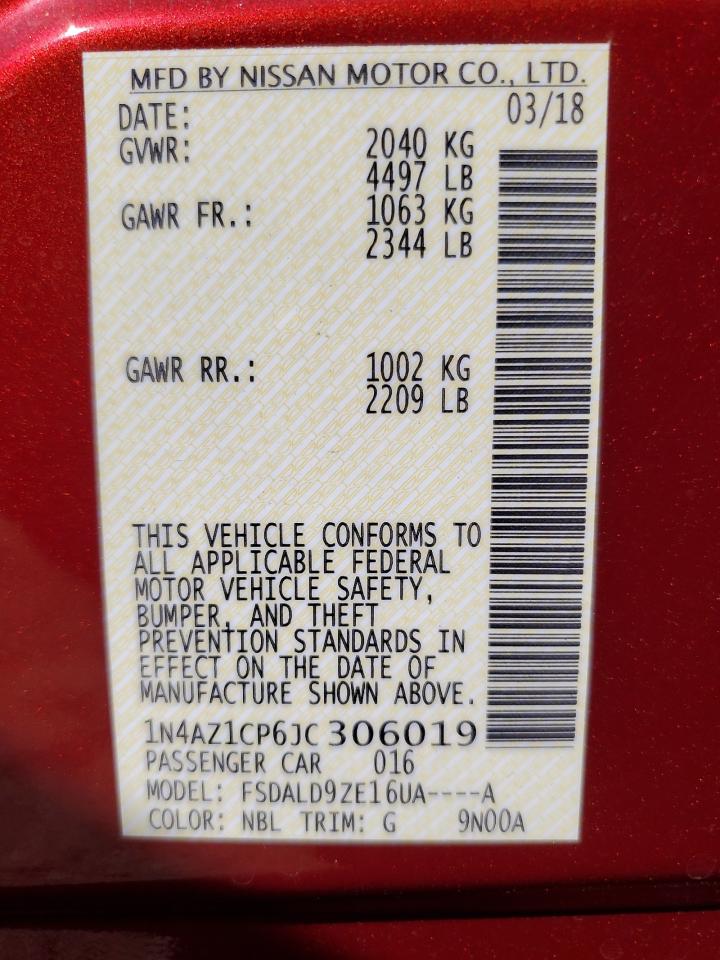 MFD BY NISSAN MOTOR CO., LTD.
DATE: 03/18
GVWR: 2040 KG
4497 LB
GAWR FR.: 1063 KG
2344 LB
GAWR RR.: 1002 KG
2209 LB
THIS VEHICLE CONFORMS TO
ALL APPLICABLE FEDERAL
MOTOR VEHICLE SAFETY,
BUMPER, AND THEFT
PREVENTION STANDARDS IN
EFFECT ON THE DATE OF
MANUFACTURE SHOWN ABOVE.
1N4AZ1CP6JC306019
PASSENGER CAR 016
MODEL: FSDALD9ZE16UA----A
COLOR: NBL TRIM: G 9N00A